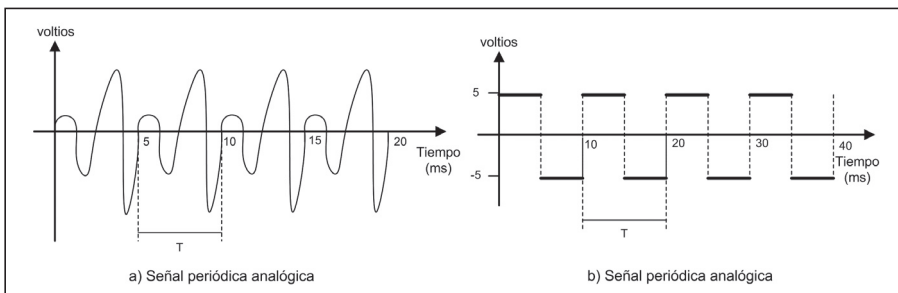 voltios
5
10
15
20
Tiempo
(ms)
T
a) Señal periódica analógica
voltios
5
-5
10
20
30
40
Tiempo
(ms)
T
b) Señal periódica analógica